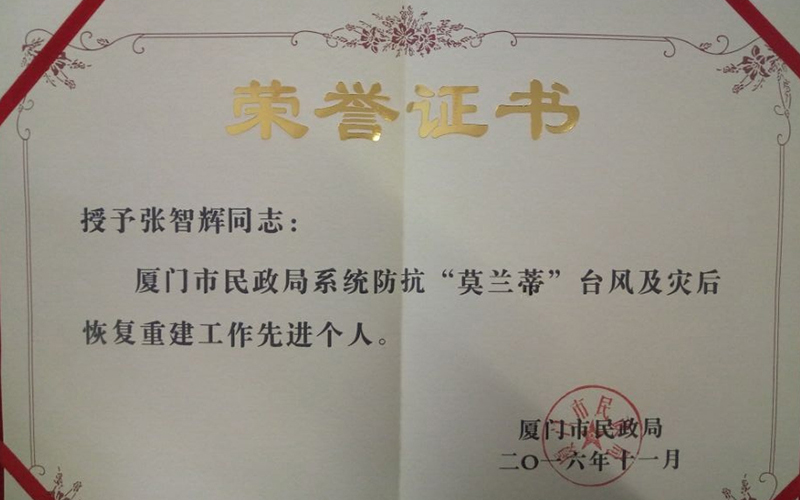 荣誉证书
授予张智辉同志：
厦门市民政局系统防抗“莫兰蒂”台风及灾后
恢复重建工作先进个人。
厦门市民政局
二〇一六年十一月